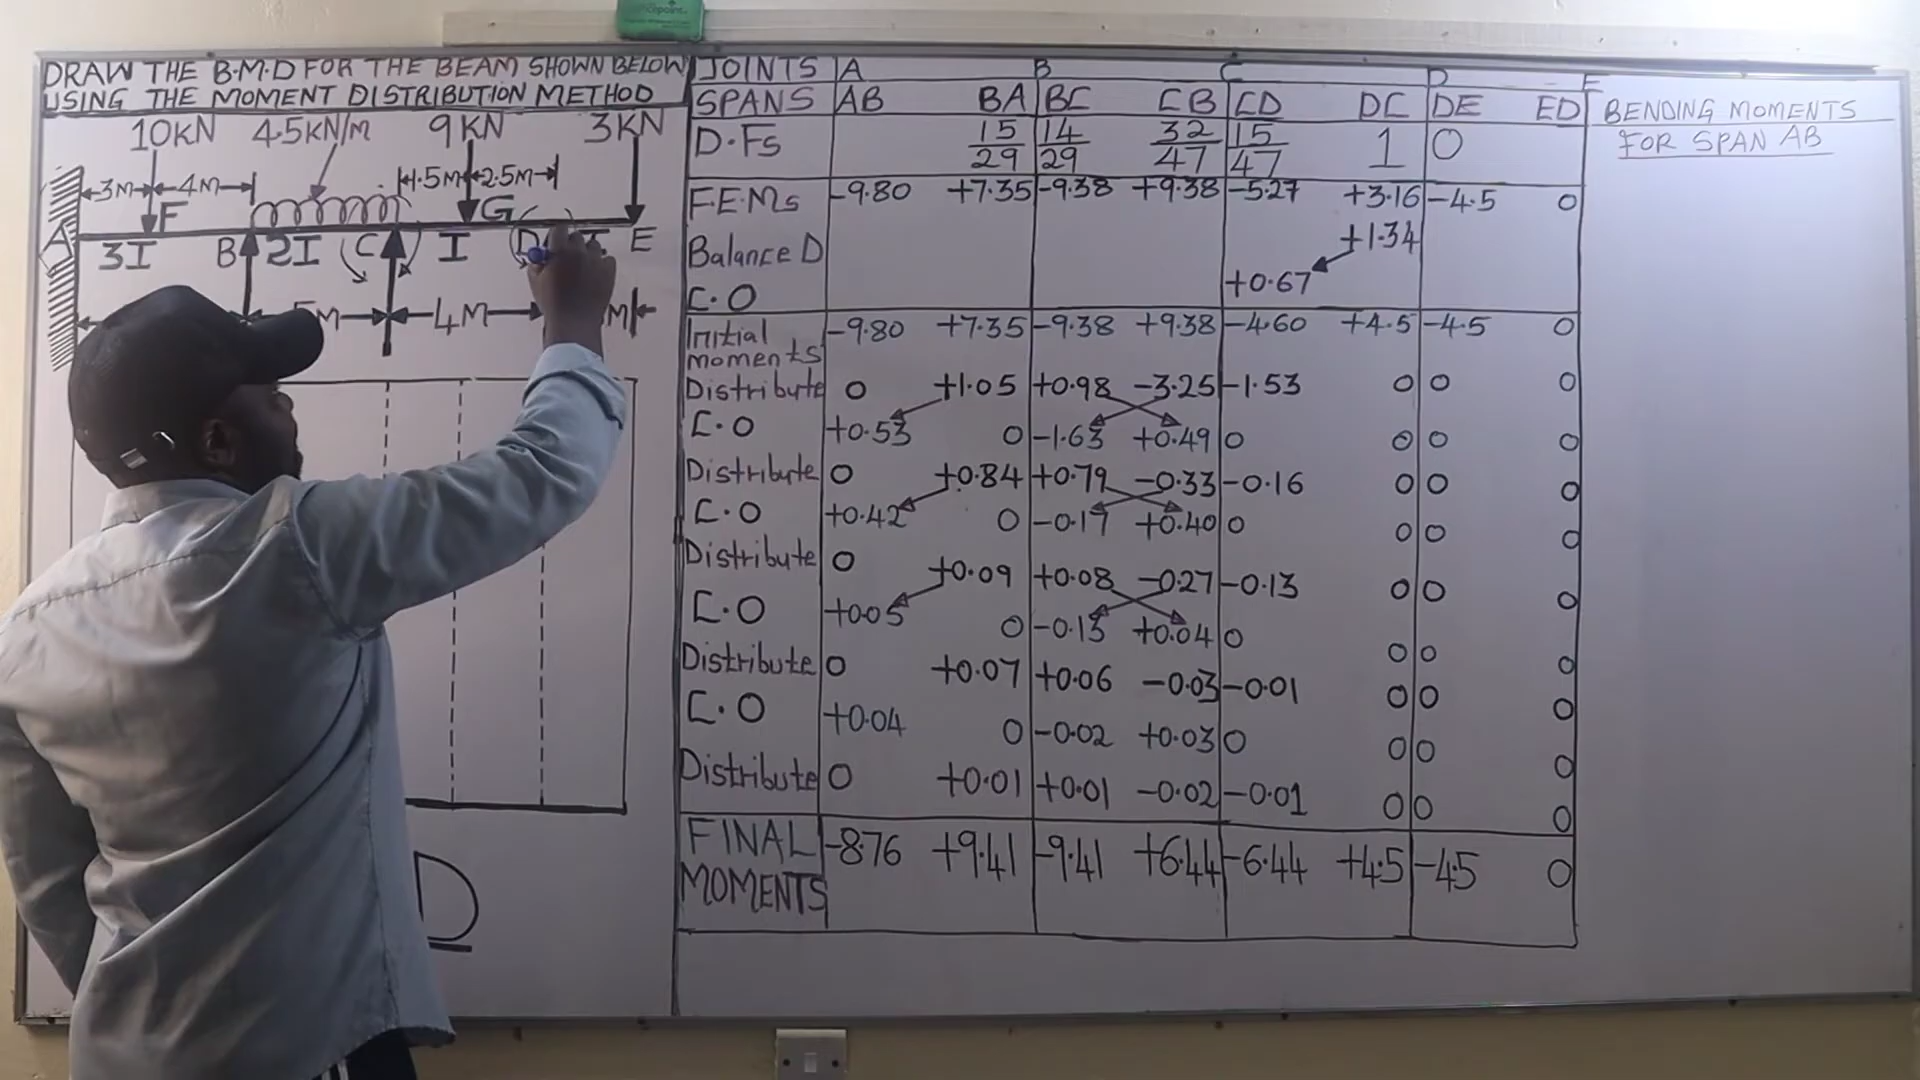 DRAW THE B.M.D FOR THE BEAM SHOWN BELOW
USING THE MOMENT DISTRIBUTION METHOD
10KN 4.5KN/m 9KN 3KN
3M 4M 1.5M 2.5M
F G
A 3I B 2I C I D E
5M 4M M
D
JOINTS A B C D E
SPANS AB BA BC CB CD DC DE ED
D.Fs 15/29 14/29 32/47 15/47 1 0
F.E.Ms -9.80 +7.35 -9.38 +9.38 -5.27 +3.16 -4.5 0
Balance D +1.34
C.O +0.67
Initial moments -9.80 +7.35 -9.38 +9.38 -4.60 +4.5 -4.5 0
Distribute 0 +1.05 +0.98 -3.25 -1.53 0 0 0
C.O +0.53 0 -1.63 +0.49 0 0 0 0
Distribute 0 +0.84 +0.79 -0.33 -0.16 0 0 0
C.O +0.42 0 -0.17 +0.40 0 0 0 0
Distribute 0 +0.09 +0.08 -0.27 -0.13 0 0 0
C.O +0.05 0 -0.13 +0.04 0 0 0 0
Distribute 0 +0.07 +0.06 -0.03 -0.01 0 0 0
C.O +0.04 0 -0.02 +0.03 0 0 0 0
Distribute 0 +0.01 +0.01 -0.02 -0.01 0 0 0
FINAL MOMENTS -8.76 +9.41 -9.41 +6.44 -6.44 +4.5 -4.5 0
BENDING MOMENTS
FOR SPAN AB